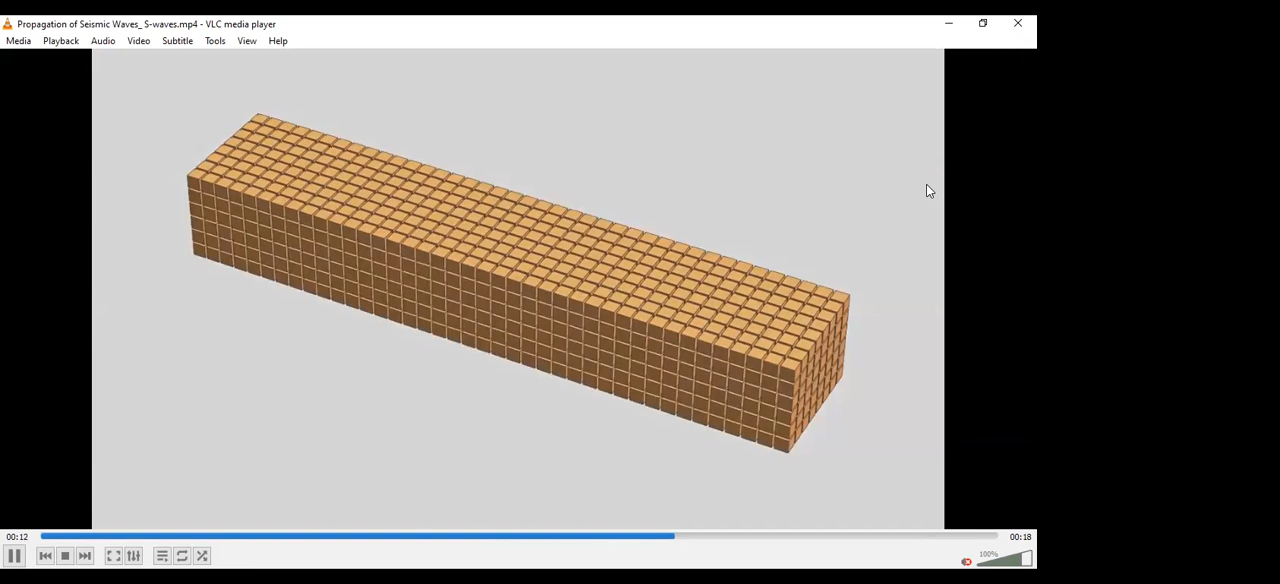 Propagation of Seismic Waves_ S-waves.mp4 - VLC media player
Media Playback Audio Video Subtitle Tools View Help
00:12 00:18
100%